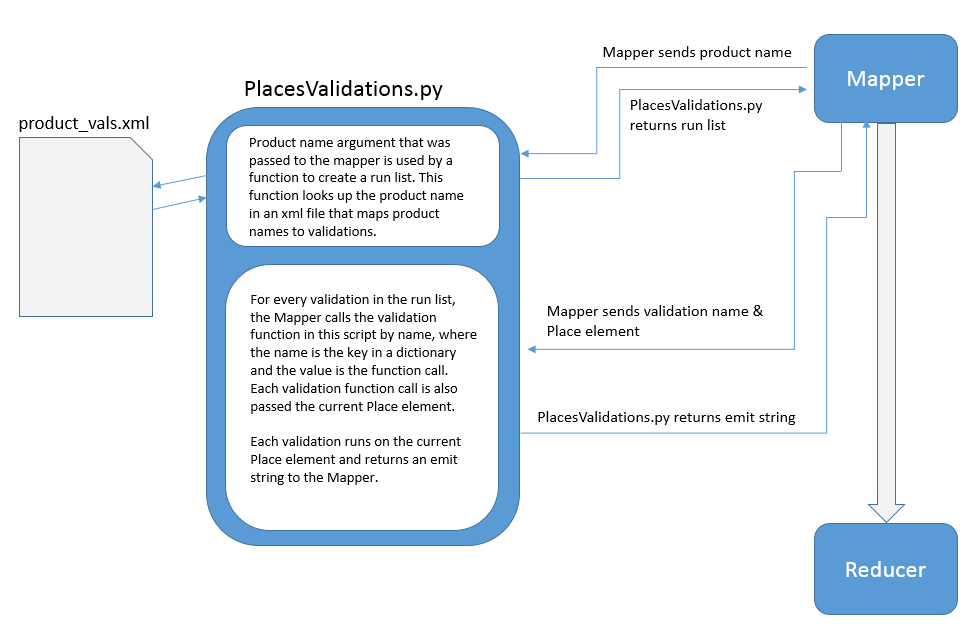 Mapper sends product name
Mapper
PlacesValidations.py
PlacesValidations.py
returns run list
product_vals.xml
Product name argument that was
passed to the mapper is used by a
function to create a run list. This
function looks up the product name
in an xml file that maps product
names to validations.
For every validation in the run list,
the Mapper calls the validation
function in this script by name, where
the name is the key in a dictionary
and the value is the function call.
Each validation function call is also
passed the current Place element.
Each validation runs on the current
Place element and returns an emit
string to the Mapper.
Mapper sends validation name &
Place element
PlacesValidations.py returns emit string
Reducer